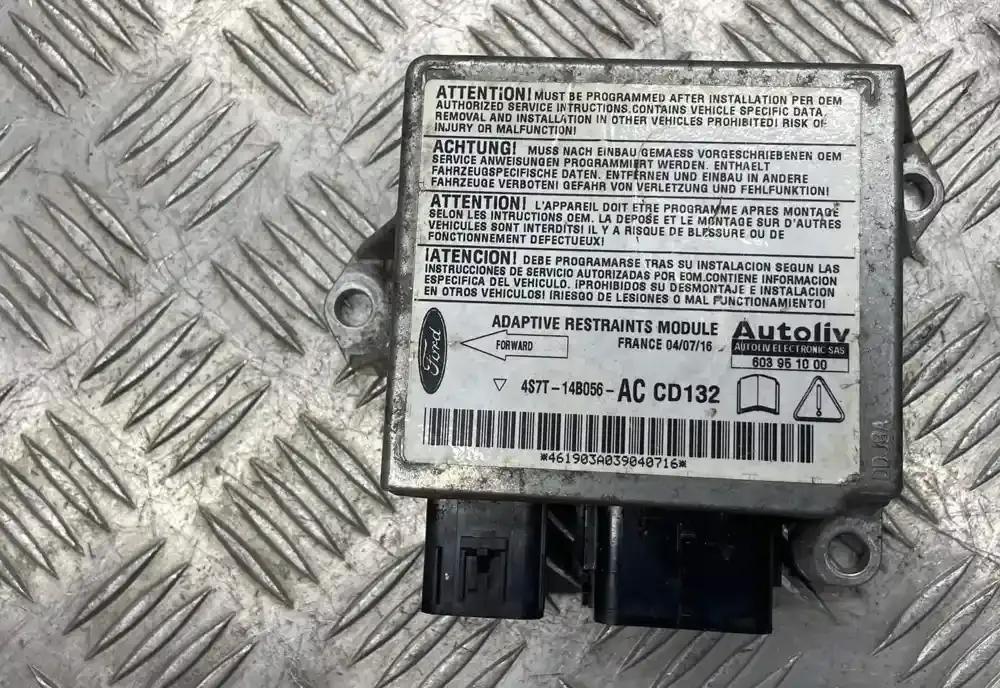 ATTENTION! MUST BE PROGRAMMED AFTER INSTALLATION PER OEM
AUTHORIZED SERVICE INTRUCTIONS.CONTAINS VEHICLE SPECIFIC DATA.
REMOVAL AND INSTALLATION IN OTHER VEHICLES PROHIBITED! RISK OF
INJURY OR MALFUNCTION!
ACHTUNG! MUSS NACH EINBAU GEMAESS VORGESCHRIEBENEN OEM
SERVICE ANWEISUNGEN PROGRAMMIERT WERDEN. ENTHAELT
FAHRZEUGSPECIFISCHE DATEN. ENTFERNEN UND EINBAU IN ANDERE
FAHRZEUGE VERBOTEN! GEFAHR VON VERLETZUNG UND FEHLFUNKTION!
ATTENTION! L'APPAREIL DOIT ETRE PROGRAMME APRES MONTAGE
SELON LES INTRUCTIONS OEM. LA DEPOSE ET LE MONTAGE SUR D'AUTRES
VEHICULES SONT INTERDITS! IL Y A RISQUE DE BLESSURE OU DE
FONCTIONNEMENT DEFECTUEUX!
¡ATENCION! DEBE PROGRAMARSE TRAS SU INSTALACION SEGUN LAS
INSTRUCCIONES DE SERVICIO AUTORIZADAS POR EOM.CONTIENE INFORMACION
ESPECIFICA DEL VEHICULO. ¡PROHIBIDOS SU DESMONTAJE E INSTALACION
EN OTROS VEHICULOS! ¡RIESGO DE LESIONES O MAL FUNCTIONAMIENTO!
Ford
FORWARD
ADAPTIVE RESTRAINTS MODULE
FRANCE 04/07/16
Autoliv
AUTOLIV ELECTRONIC SAS
603 95 10 00
4S7T-14B056-AC CD132
*461903A039040716*